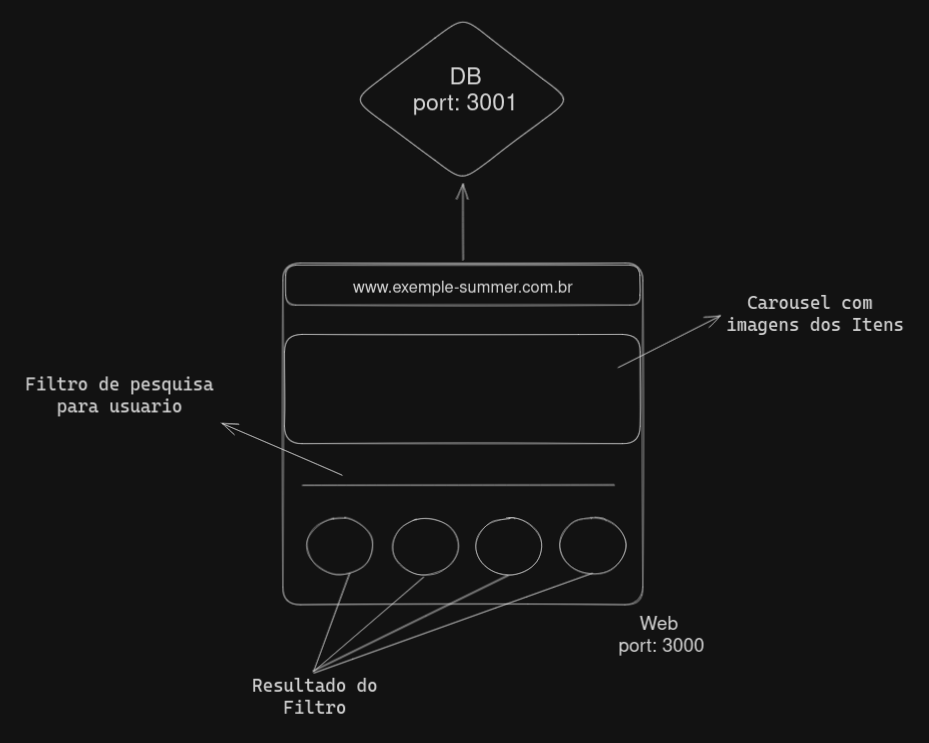 DB
port: 3001
www.exemple-summer.com.br
Carousel com
imagens dos Itens
Filtro de pesquisa
para usuario
Web
port: 3000
Resultado do
Filtro